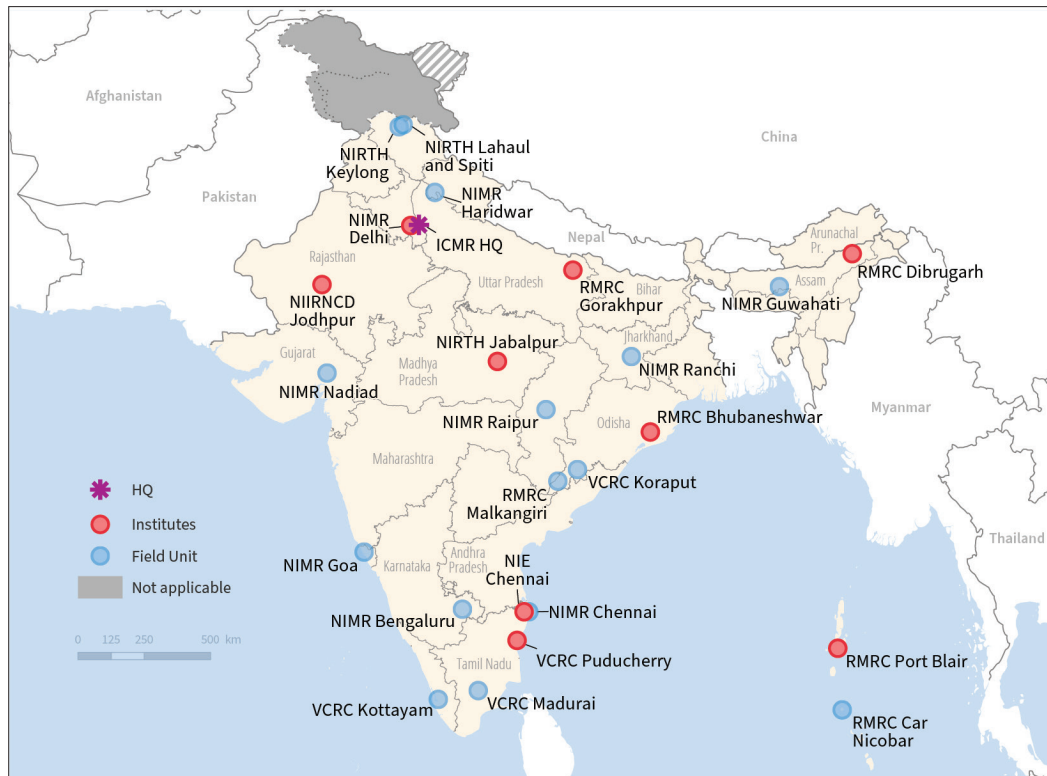 Afghanistan
China
NIRTH
Keylong
NIRTH Lahaul
and Spiti
Pakistan
NIMR
Haridwar
NIMR
Delhi
ICMR HQ
Nepal
Arunachal
Pr.
Rajasthan
RMRC Dibrugarh
Uttar Pradesh
Assam
RMRC
Gorakhpur
Bihar
NIIRNCD
Jodhpur
NIMR Guwahati
NIRTH Jabalpur
Jharkhand
Gujarat
Madhya
Pradesh
NIMR Ranchi
NIMR Nadiad
Myanmar
NIMR Raipur
Odisha
RMRC Bhubaneshwar
Maharashtra
VCRC Koraput
RMRC
Malkangiri
HQ
Institutes
Field Unit
Not applicable
0 125 250 500 km
Thailand
NIMR Goa
Karnataka
Andhra
Pradesh
NIE
Chennai
NIMR Chennai
NIMR Bengaluru
VCRC Puducherry
Tamil Nadu
RMRC Port Blair
VCRC Kottayam
VCRC Madurai
RMRC Car
Nicobar